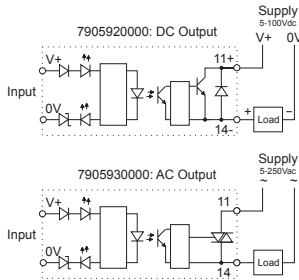 Supply
5-100Vdc
7905920000: DC Output
V+ 0V
V+
11+
Input
+ Load −
0V
14-
Supply
5-250Vac
7905930000: AC Output
~ ~
V+
11
Input
0V
Load
14